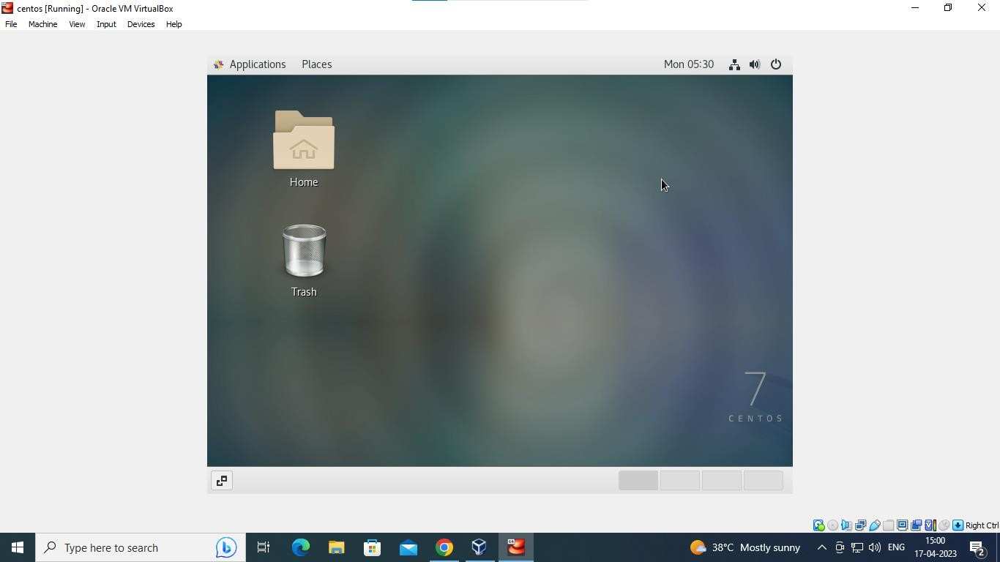 centos [Running] - Oracle VM VirtualBox
File Machine View Input Devices Help
Applications Places Mon 05:30
Home
Trash
7
CENTOS
Right Ctrl
Type here to search
38°C Mostly sunny
ENG
15:00
17-04-2023
2